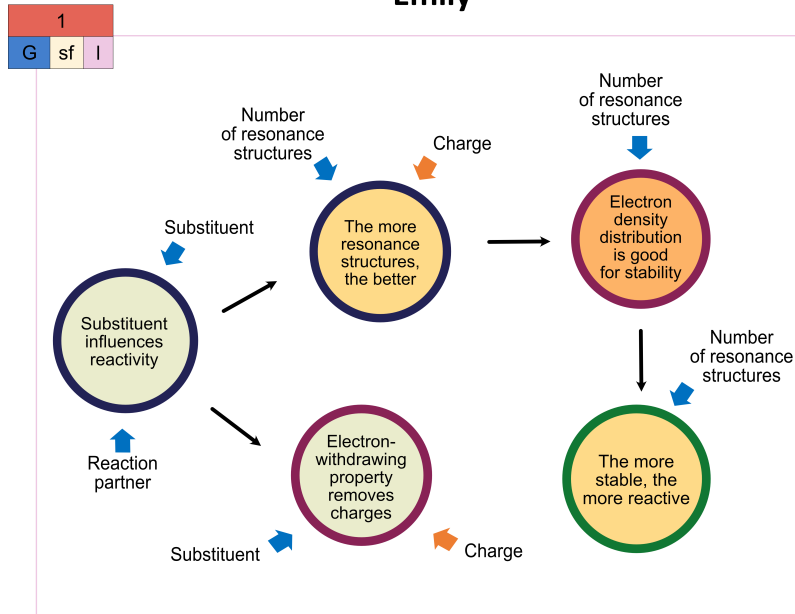 Emily
1
G sf I
Number
of resonance
structures
Charge
Number
of resonance
structures
Substituent
The more
resonance
structures,
the better
Electron
density
distribution
is good
for stability
Substituent
influences
reactivity
Number
of resonance
structures
Reaction
partner
Electron-
withdrawing
property
removes
charges
The more
stable, the
more reactive
Substituent
Charge